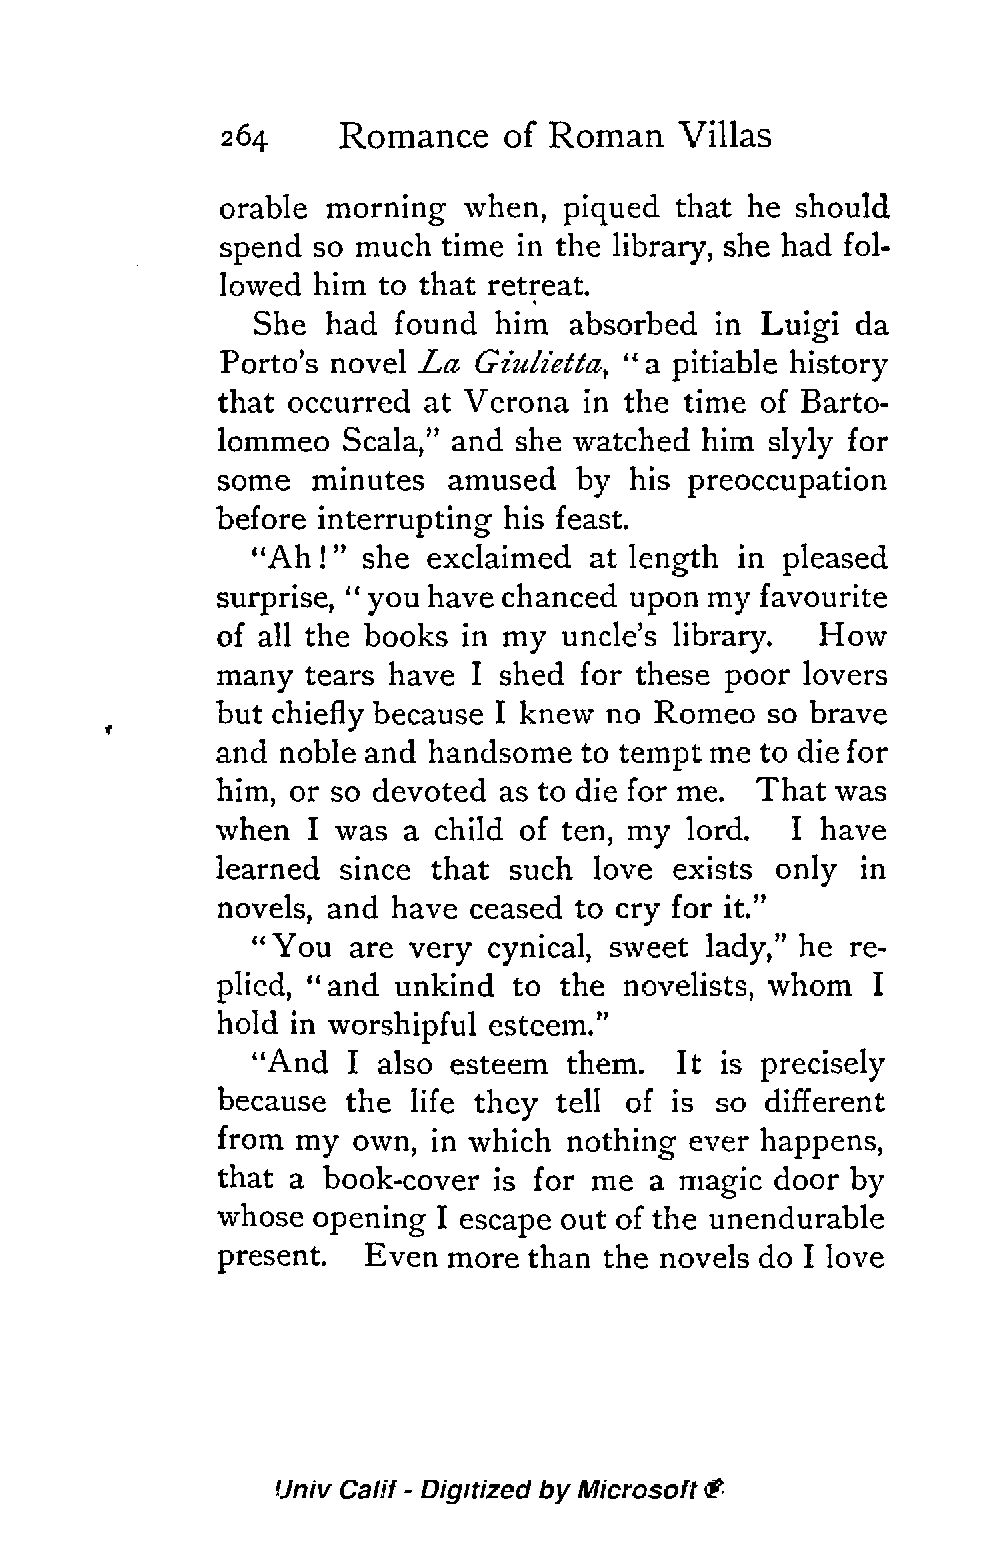 264 Romance of Roman Villas
orable morning when, piqued that he should
spend so much time in the library, she had fol-
lowed him to that retreat.
She had found him absorbed in Luigi da
Porto's novel La Giulietta, "a pitiable history
that occurred at Verona in the time of Barto-
lommeo Scala," and she watched him slyly for
some minutes amused by his preoccupation
before interrupting his feast.
"Ah!" she exclaimed at length in pleased
surprise, "you have chanced upon my favourite
of all the books in my uncle's library. How
many tears have I shed for these poor lovers
but chiefly because I knew no Romeo so brave
and noble and handsome to tempt me to die for
him, or so devoted as to die for me. That was
when I was a child of ten, my lord. I have
learned since that such love exists only in
novels, and have ceased to cry for it."
"You are very cynical, sweet lady," he re-
plied, "and unkind to the novelists, whom I
hold in worshipful esteem."
"And I also esteem them. It is precisely
because the life they tell of is so different
from my own, in which nothing ever happens,
that a book-cover is for me a magic door by
whose opening I escape out of the unendurable
present. Even more than the novels do I love
Univ Calif - Digitized by Microsoft ®